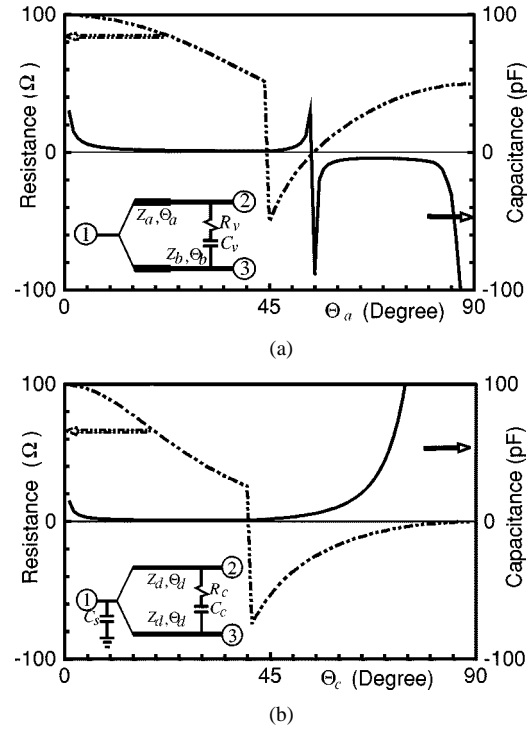 100
100
Resistance (Ω)
Capacitance (pF)
0
0
Z_a, Θ_a
2
R_v
1
C_v
Z_b, Θ_b
3
-100
-100
0
45
90
Θ_a (Degree)
(a)
100
100
Resistance (Ω)
Capacitance (pF)
0
0
Z_d, Θ_d
2
R_c
1
C_s
C_c
Z_d, Θ_d
3
-100
-100
0
45
90
Θ_c (Degree)
(b)